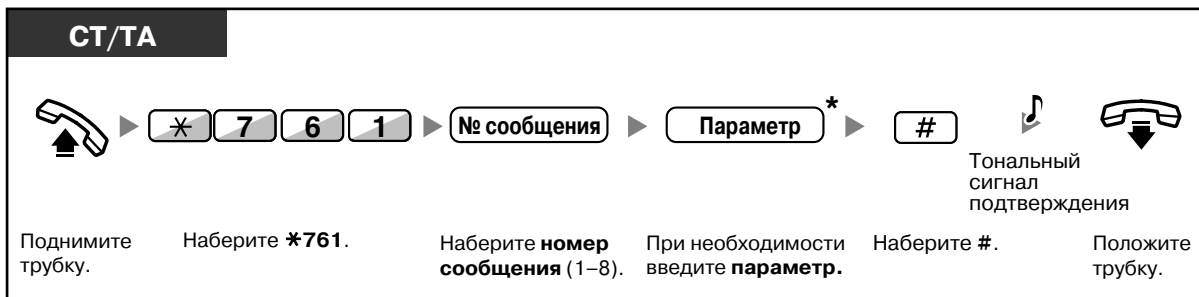 СТ/ТА
✳ 7 6 1 № сообщения Параметр * #
Тональный
сигнал
подтверждения
Поднимите
трубку.
Наберите ✳761.
Наберите номер
сообщения (1–8).
При необходимости
введите параметр.
Наберите #.
Положите
трубку.